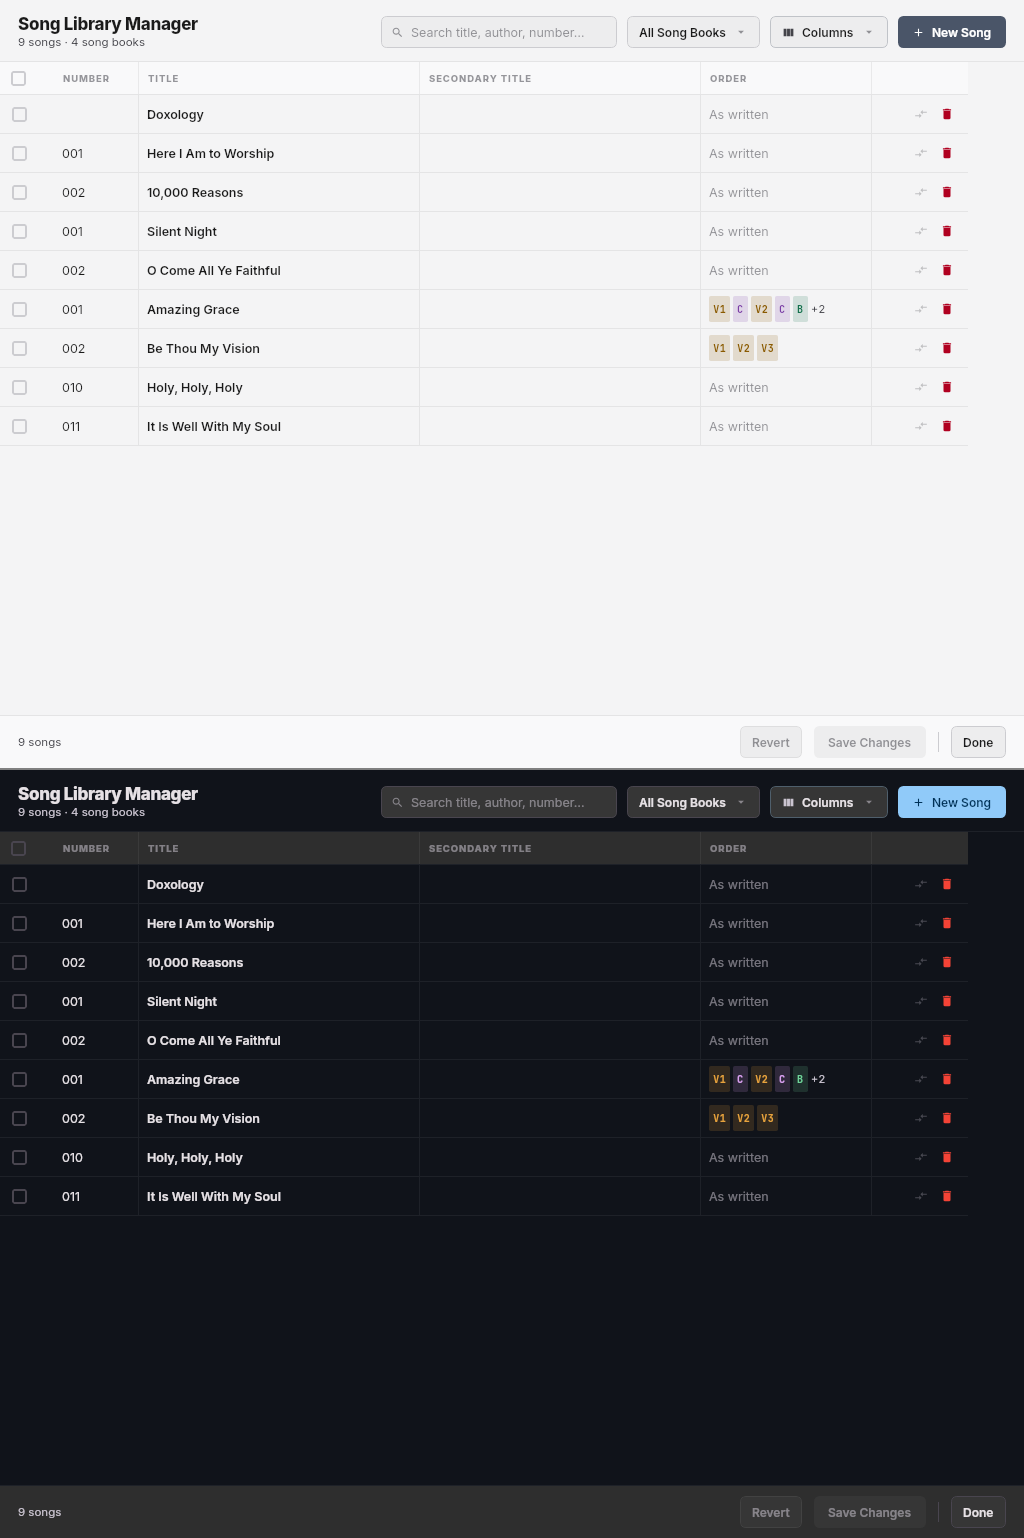 Song Library Manager
9 songs · 4 song books
Search title, author, number...
All Song Books
Columns
+ New Song
NUMBER TITLE SECONDARY TITLE ORDER
Doxology As written
001 Here I Am to Worship As written
002 10,000 Reasons As written
001 Silent Night As written
002 O Come All Ye Faithful As written
001 Amazing Grace V1 C V2 C B +2
002 Be Thou My Vision V1 V2 V3
010 Holy, Holy, Holy As written
011 It Is Well With My Soul As written
9 songs
Revert
Save Changes
Done
Song Library Manager
9 songs · 4 song books
Search title, author, number...
All Song Books
Columns
+ New Song
NUMBER TITLE SECONDARY TITLE ORDER
Doxology As written
001 Here I Am to Worship As written
002 10,000 Reasons As written
001 Silent Night As written
002 O Come All Ye Faithful As written
001 Amazing Grace V1 C V2 C B +2
002 Be Thou My Vision V1 V2 V3
010 Holy, Holy, Holy As written
011 It Is Well With My Soul As written
9 songs
Revert
Save Changes
Done